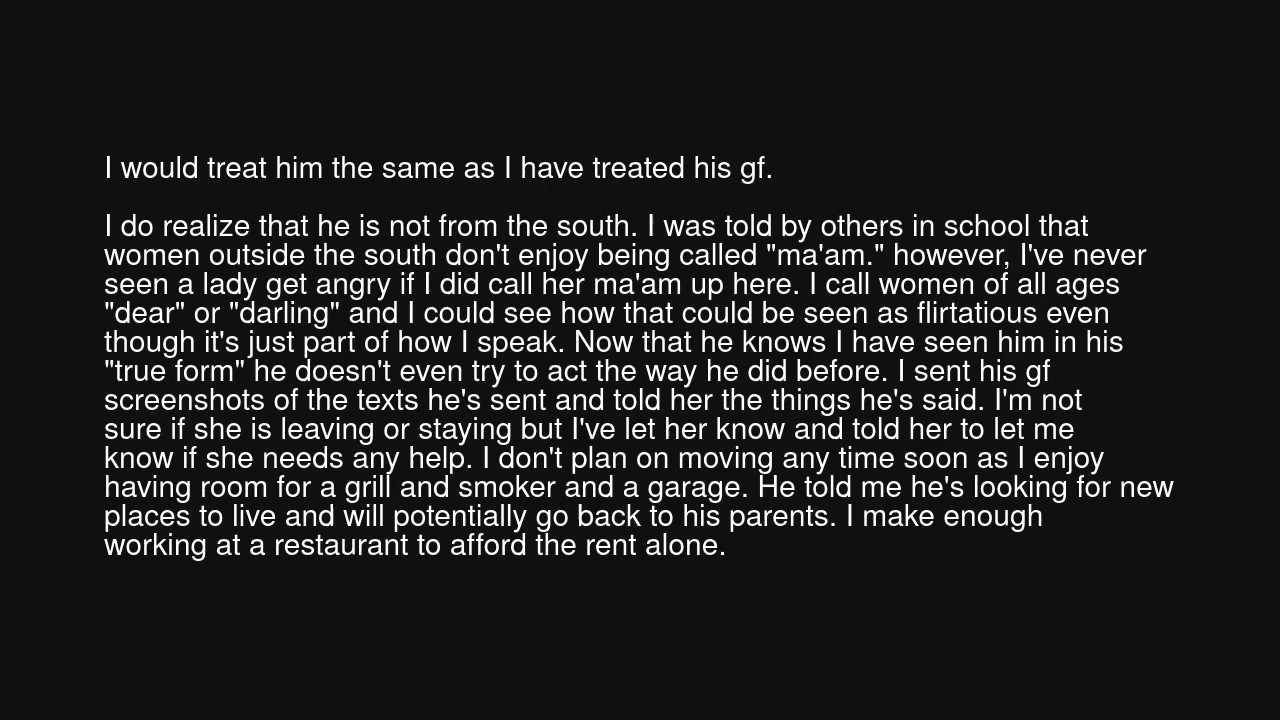 I would treat him the same as I have treated his gf.
I do realize that he is not from the south. I was told by others in school that
women outside the south don't enjoy being called "ma'am." however, I've never
seen a lady get angry if I did call her ma'am up here. I call women of all ages
"dear" or "darling" and I could see how that could be seen as flirtatious even
though it's just part of how I speak. Now that he knows I have seen him in his
"true form" he doesn't even try to act the way he did before. I sent his gf
screenshots of the texts he's sent and told her the things he's said. I'm not
sure if she is leaving or staying but I've let her know and told her to let me
know if she needs any help. I don't plan on moving any time soon as I enjoy
having room for a grill and smoker and a garage. He told me he's looking for new
places to live and will potentially go back to his parents. I make enough
working at a restaurant to afford the rent alone.